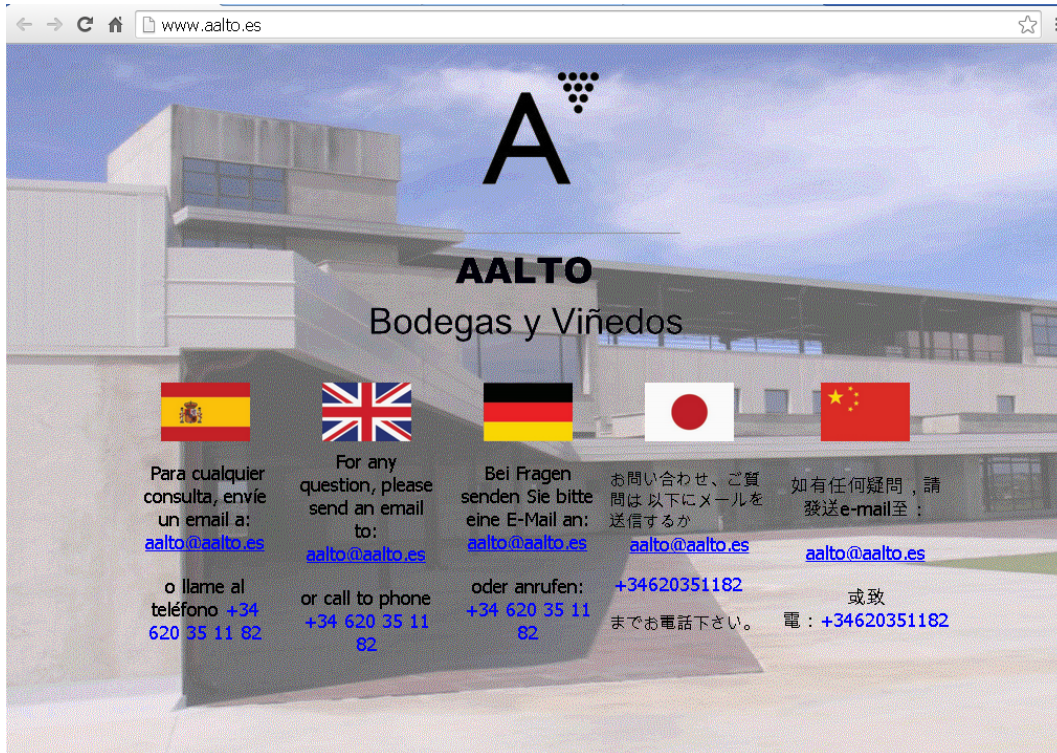 www.aalto.es
A
AALTO
Bodegas y Viñedos
Para cualquier
consulta, envíe
un email a:
aalto@aalto.es
o llame al
teléfono +34
620 35 11 82
For any
question, please
send an email
to:
aalto@aalto.es
or call to phone
+34 620 35 11
82
Bei Fragen
senden Sie bitte
eine E-Mail an:
aalto@aalto.es
oder anrufen:
+34 620 35 11
82
お問い合わせ、ご質
問は 以下にメールを
送信するか
aalto@aalto.es
+34620351182
までお電話下さい。
如有任何疑問，請
發送e-mail至：
aalto@aalto.es
或致
電：+34620351182